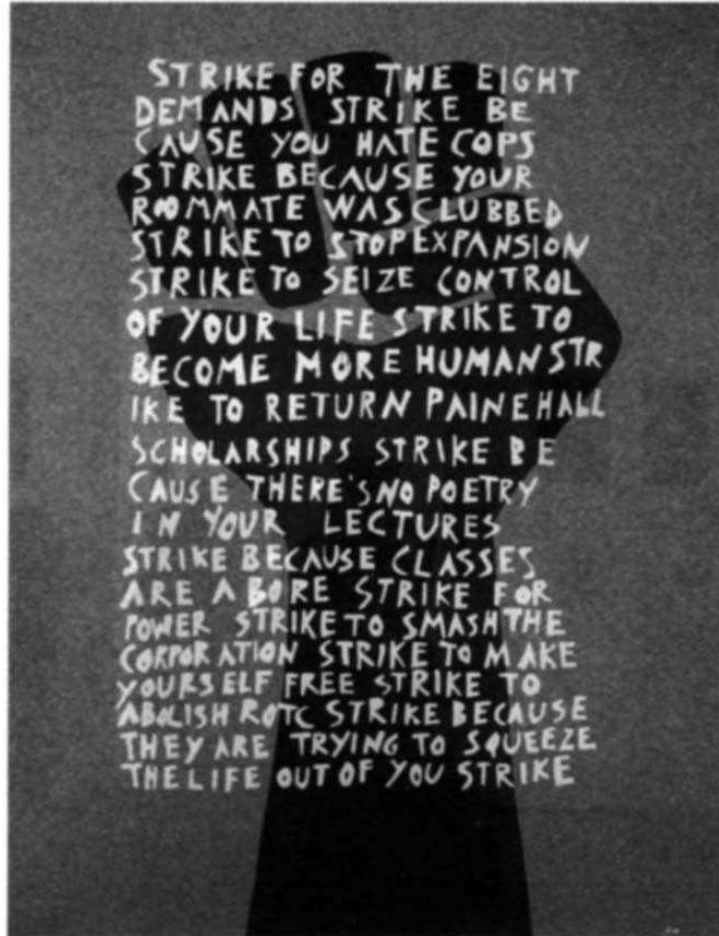 STRIKE FOR THE EIGHT
DEMANDS STRIKE BE
CAUSE YOU HATE COPS
STRIKE BECAUSE YOUR
ROOMMATE WAS CLUBBED
STRIKE TO STOP EXPANSION
STRIKE TO SEIZE CONTROL
OF YOUR LIFE STRIKE TO
BECOME MORE HUMAN STR
IKE TO RETURN PAINE HALL
SCHOLARSHIPS STRIKE BE
CAUSE THERE'S NO POETRY
IN YOUR LECTURES
STRIKE BECAUSE CLASSES
ARE A BORE STRIKE FOR
POWER STRIKE TO SMASH THE
CORPORATION STRIKE TO MAKE
YOURSELF FREE STRIKE TO
ABOLISH ROTC STRIKE BECAUSE
THEY ARE TRYING TO SQUEEZE
THE LIFE OUT OF YOU STRIKE